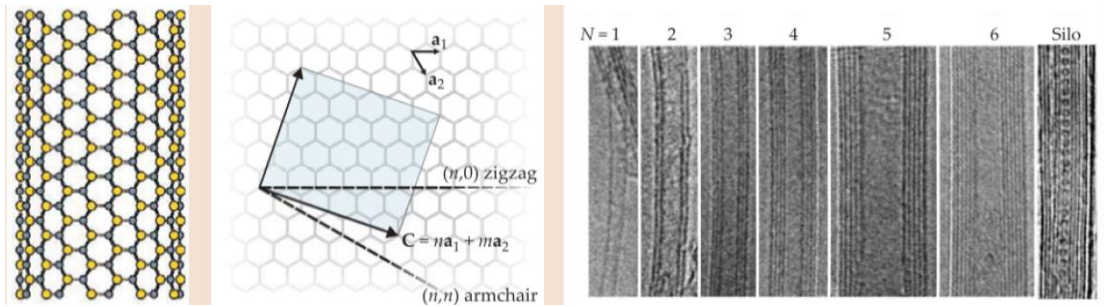 a₁
a₂
(n,0) zigzag
C = na₁ + ma₂
(n,n) armchair
N = 1 2 3 4 5 6 Silo